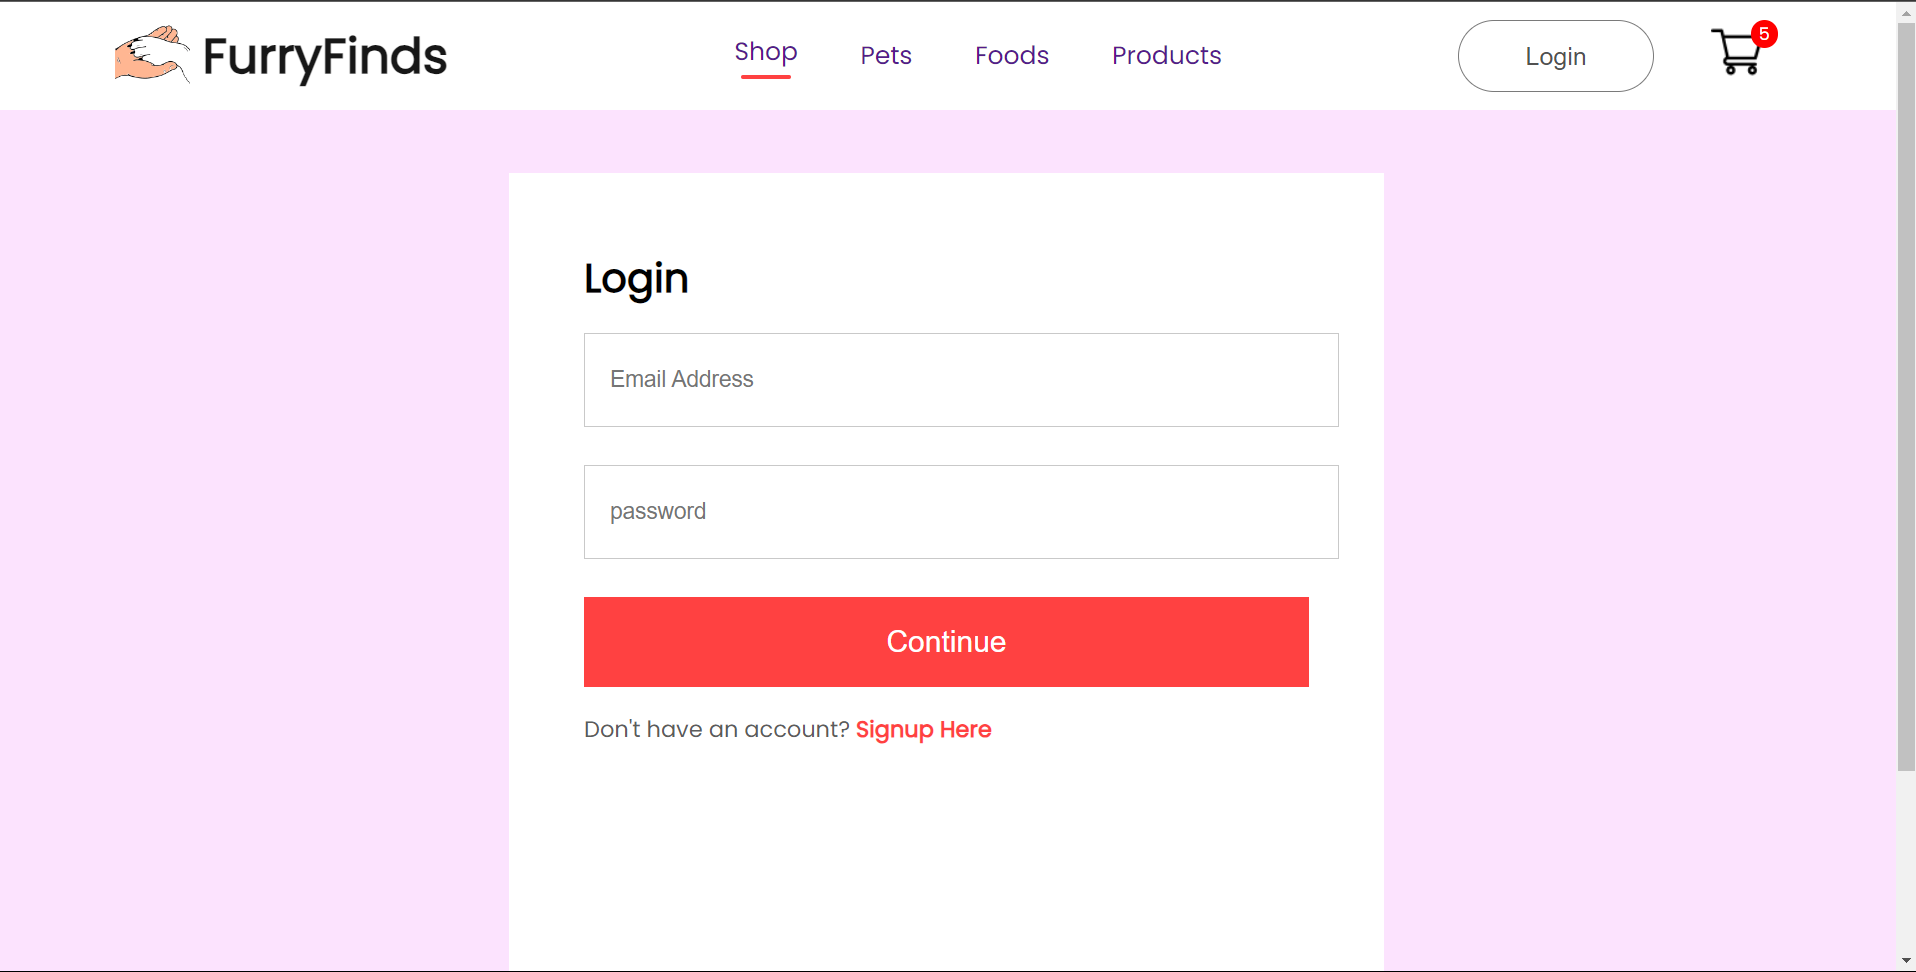 FurryFinds
Shop Pets Foods Products
Login
5
Login
Email Address
password
Continue
Don't have an account? Signup Here